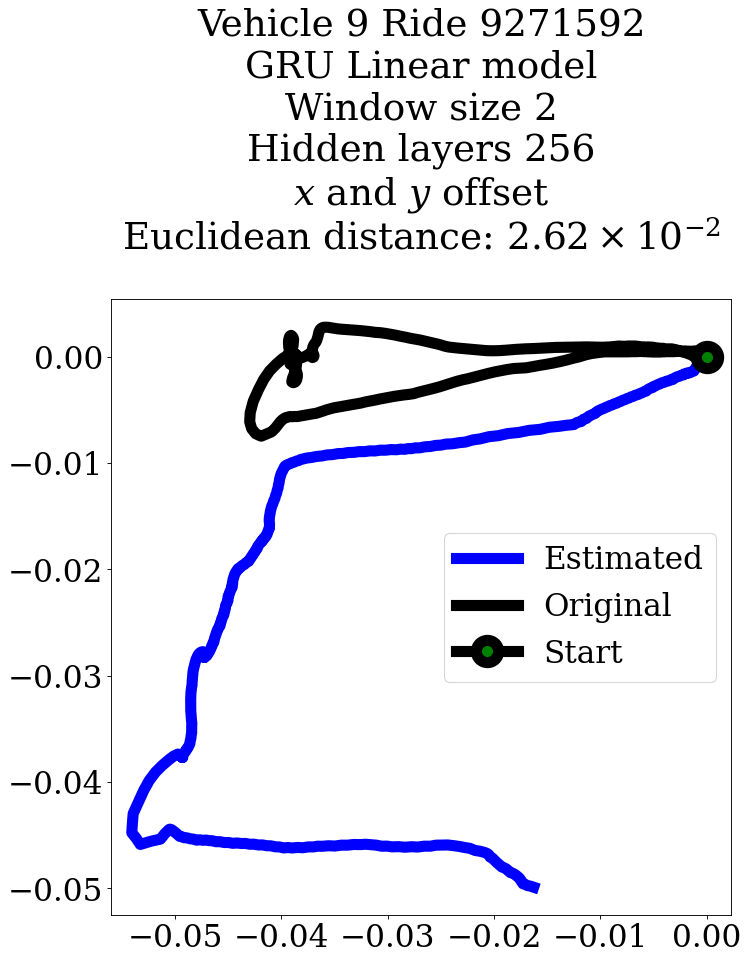 Vehicle 9 Ride 9271592
GRU Linear model
Window size 2
Hidden layers 256
x and y offset
Euclidean distance: 2.62 × 10⁻²
0.00
−0.01
−0.02
−0.03
−0.04
−0.05
Estimated
Original
Start
−0.05 −0.04 −0.03 −0.02 −0.01 0.00